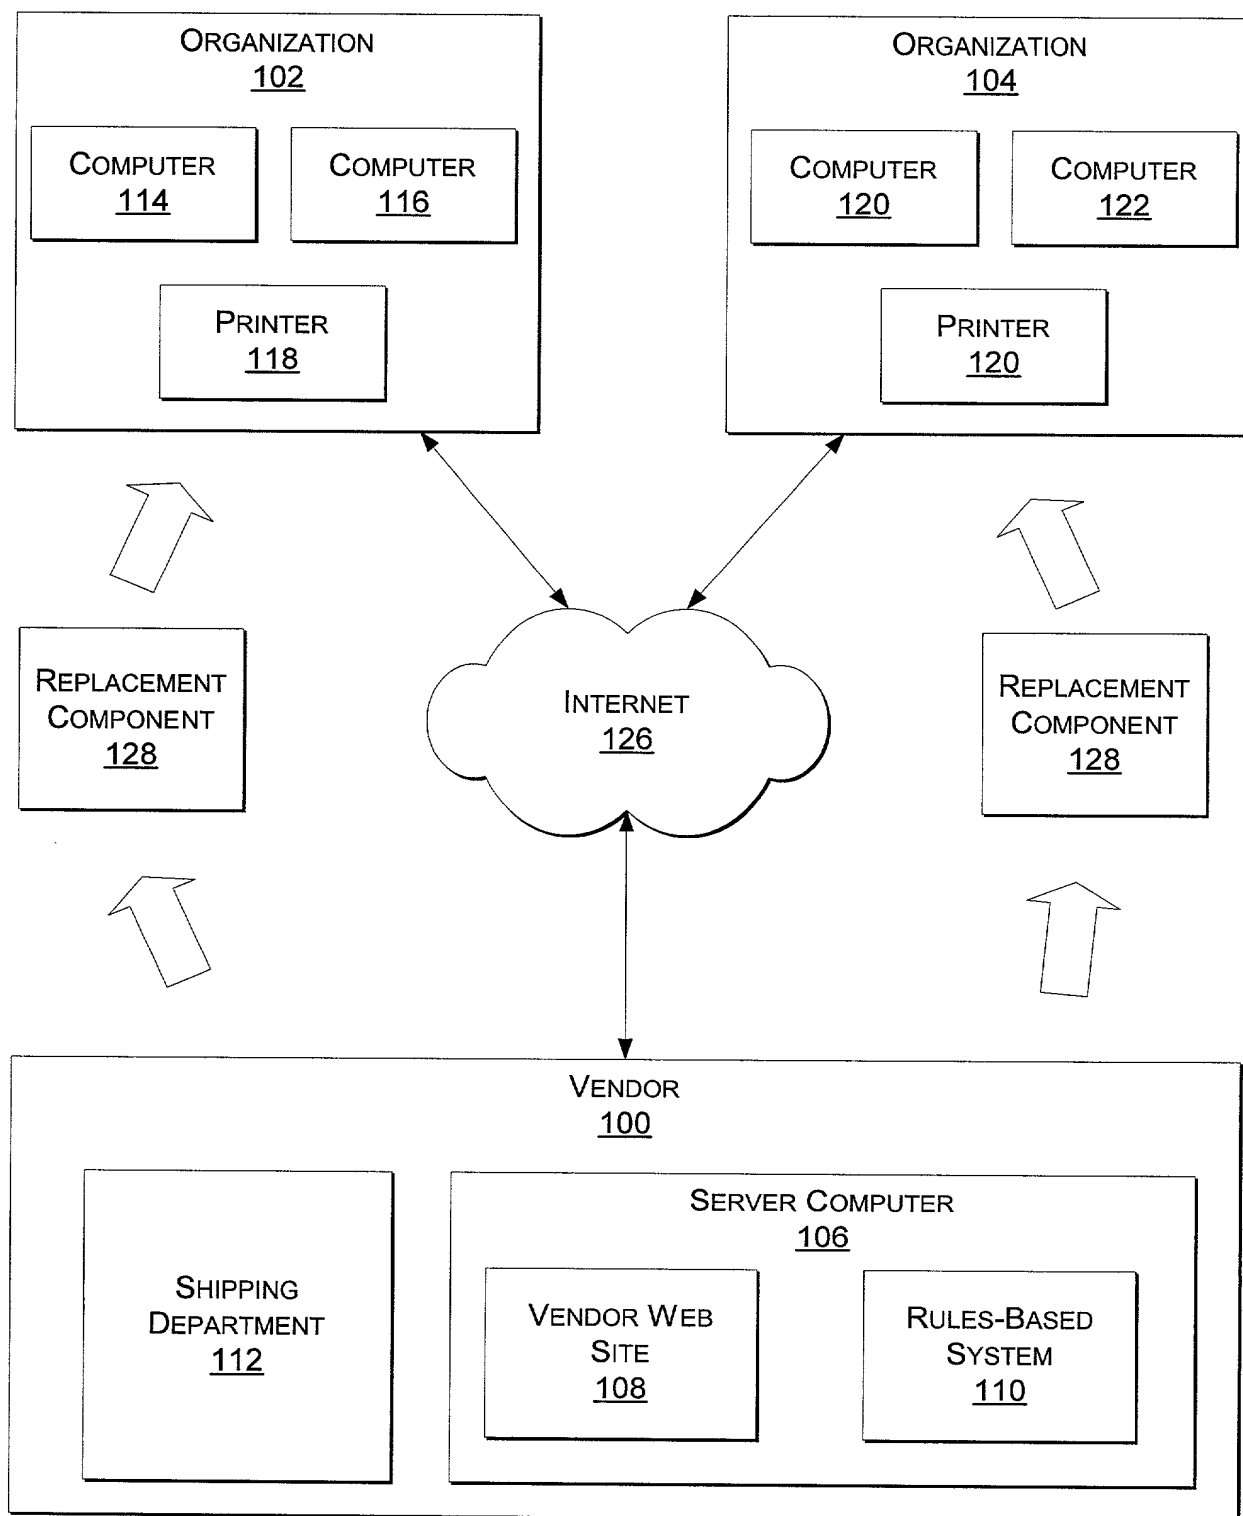 ORGANIZATION
102
COMPUTER
114
COMPUTER
116
PRINTER
118
ORGANIZATION
104
COMPUTER
120
COMPUTER
122
PRINTER
120
REPLACEMENT
COMPONENT
128
INTERNET
126
REPLACEMENT
COMPONENT
128
VENDOR
100
SHIPPING
DEPARTMENT
112
SERVER COMPUTER
106
VENDOR WEB
SITE
108
RULES-BASED
SYSTEM
110